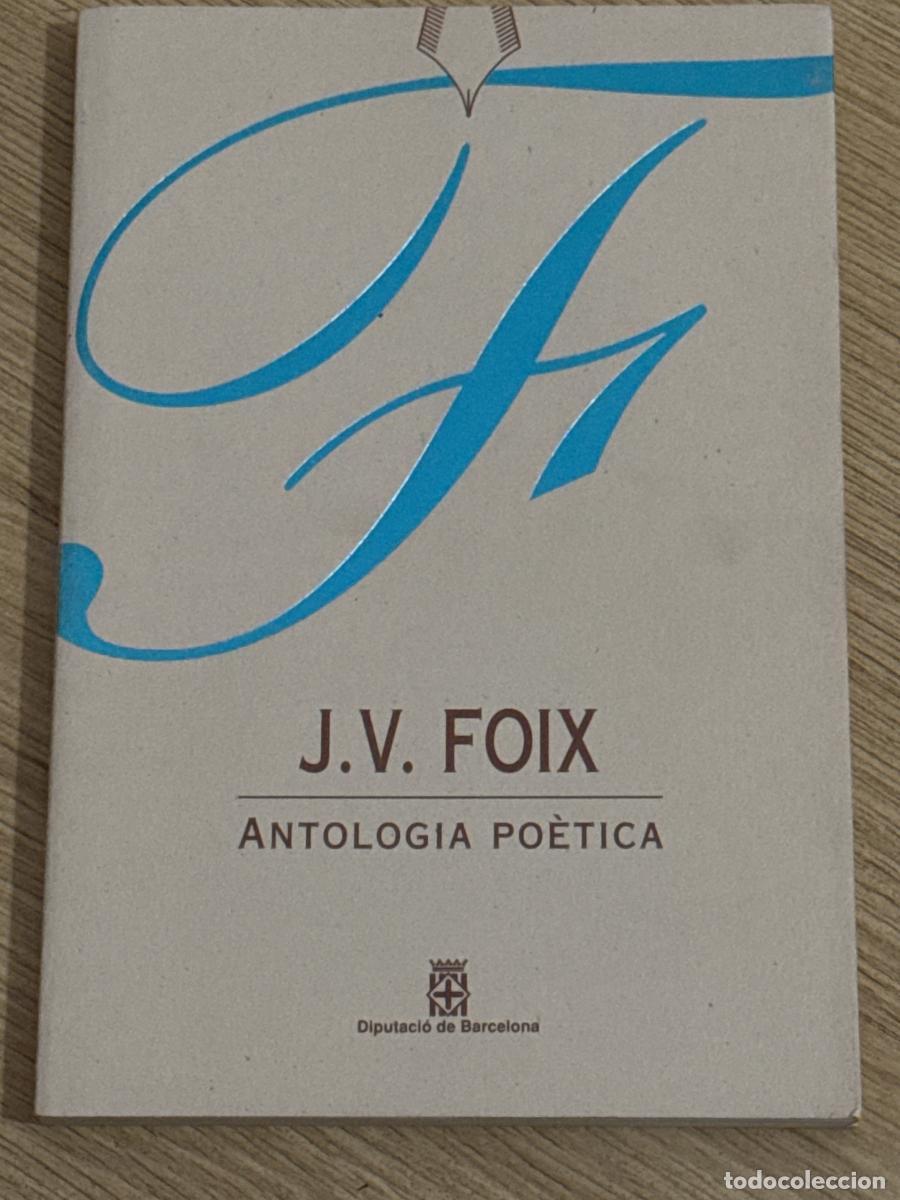 F
J.V. FOIX
ANTOLOGIA POÈTICA
Diputació de Barcelona
todocoleccion